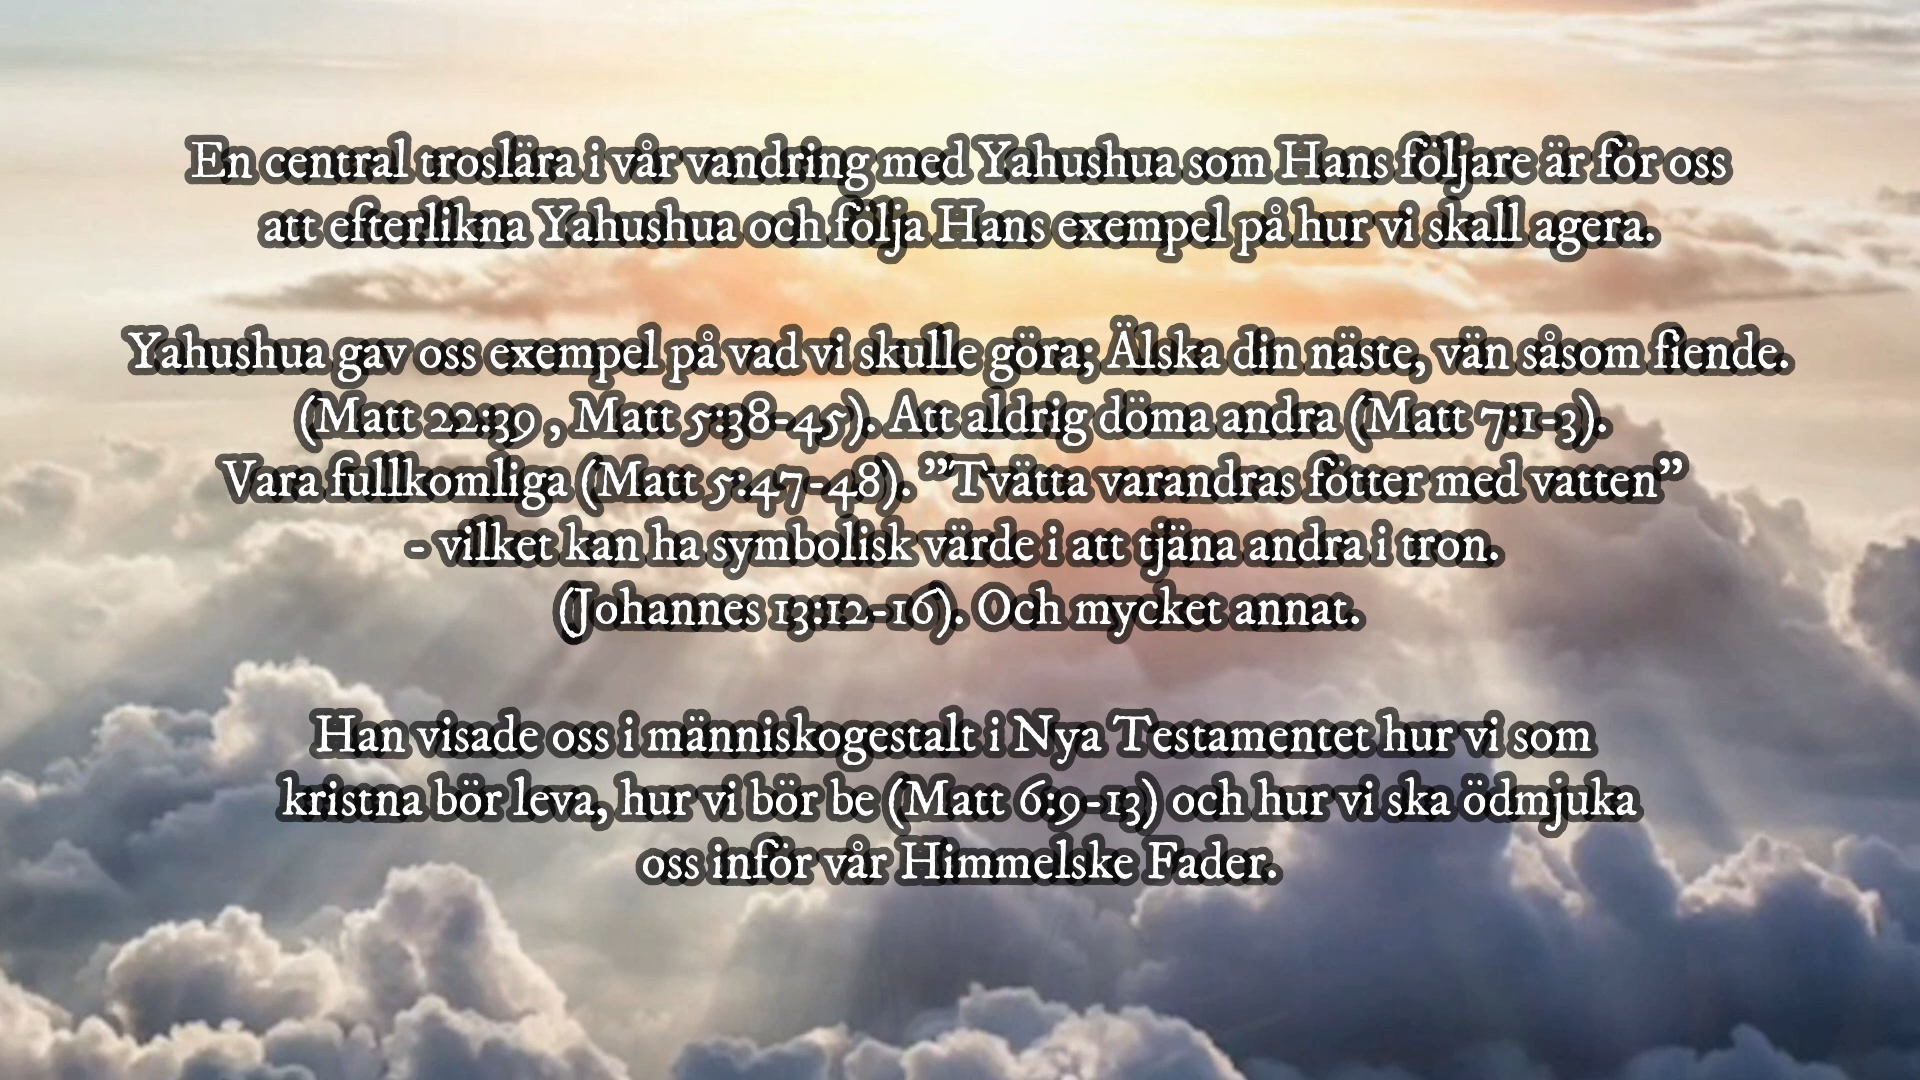 En central troslära i vår vandring med Yahushua som Hans följare är för oss
att efterlikna Yahushua och följa Hans exempel på hur vi skall agera.
Yahushua gav oss exempel på vad vi skulle göra; Älska din näste, vän såsom fiende.
(Matt 22:39 , Matt 5:38-45). Att aldrig döma andra (Matt 7:1-3).
Vara fullkomliga (Matt 5:47-48). ”Tvätta varandras fötter med vatten”
- vilket kan ha symbolisk värde i att tjäna andra i tron.
(Johannes 13:12-16). Och mycket annat.
Han visade oss i människogestalt i Nya Testamentet hur vi som
kristna bör leva, hur vi bör be (Matt 6:9-13) och hur vi ska ödmjuka
oss inför vår Himmelske Fader.